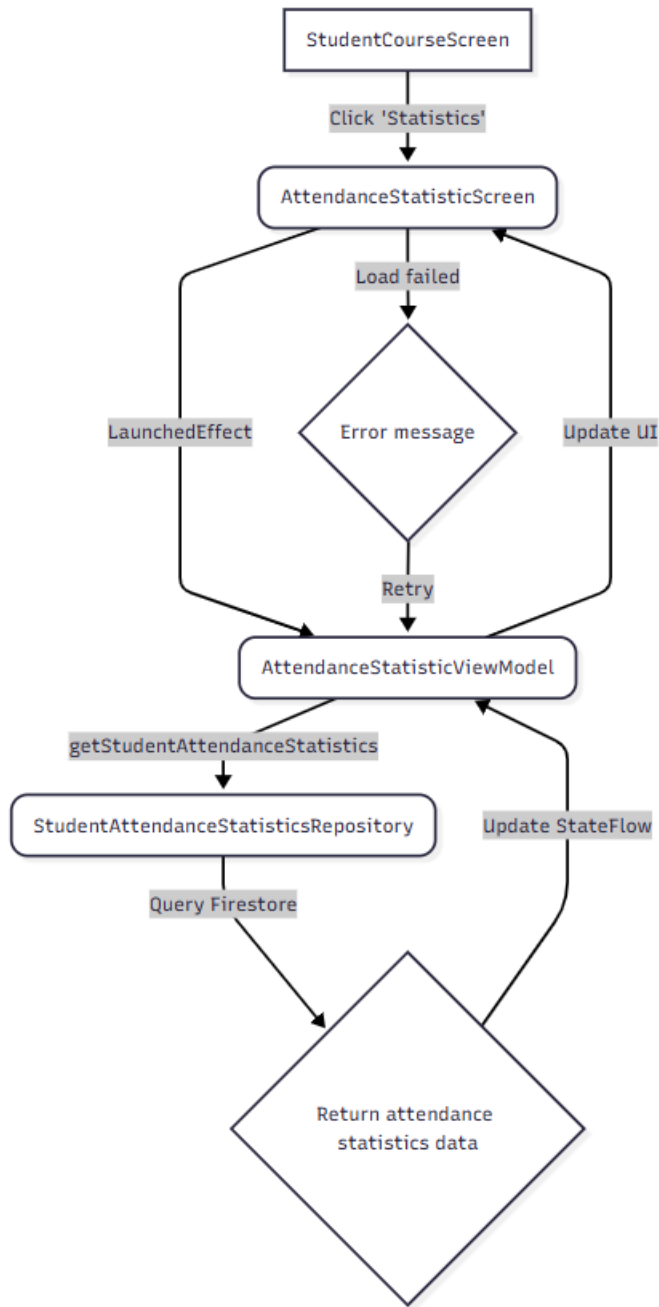 StudentCourseScreen
Click 'Statistics'
AttendanceStatisticScreen
Load failed
LaunchedEffect
Error message
Update UI
Retry
AttendanceStatisticViewModel
getStudentAttendanceStatistics
StudentAttendanceStatisticsRepository
Update StateFlow
Query Firestore
Return attendance
statistics data